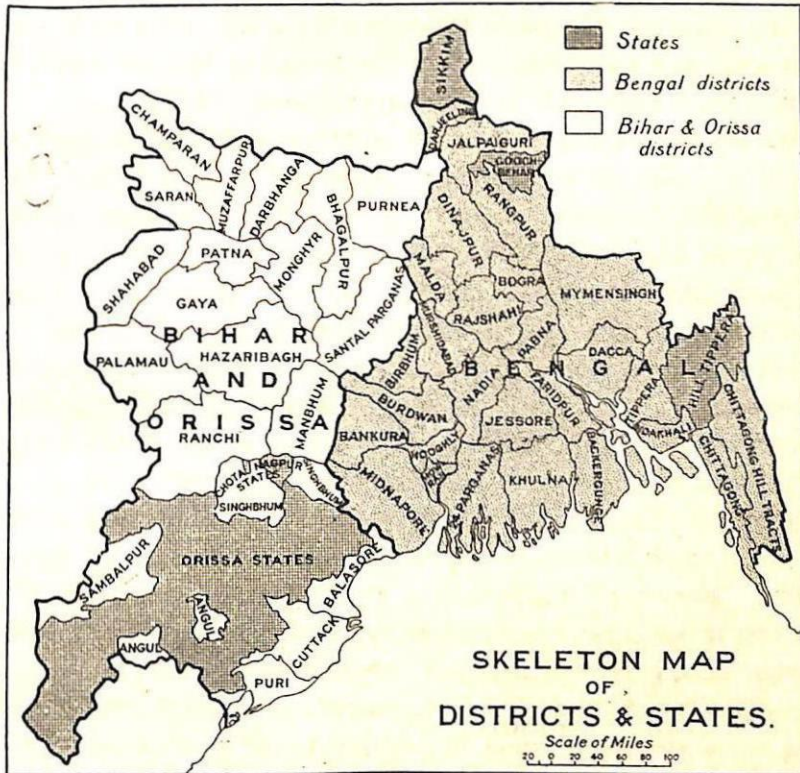 States
Bengal districts
Bihar & Orissa
districts
SIKKIM
DARJEELING
JALPAIGURI
COOCH
BEHAR
CHAMPARAN
SARAN
MUZAFFARPUR
DARBHANGA
BHAGALPUR
PURNEA
DINAJPUR
RANGPUR
SHAHABAD
PATNA
MONGHYR
GAYA
SANTAL PARGANAS
MALDA
BOGRA
RAJSHAHI
MYMENSINGH
BIHAR
AND
ORISSA
PALAMAU
HAZARIBAGH
RANCHI
MANBHUM
BENGAL
BIRBHUM
MURSHIDABAD
NADIA
PABNA
DACCA
FARIDPUR
TIPPERA
HILL TIPPERA
BURDWAN
BANKURA
HOOGHLY
JESSORE
NOAKHALI
CHITTAGONG
CHITTAGONG HILL TRACTS
MIDNAPORE
24 PARGANAS
KHULNA
BACKERGUNGE
CHOTA NAGPUR
STATES
SINGHBHUM
SINGHBHUM
ORISSA STATES
SAMBALPUR
BALASORE
ANGUL
ANGUL
CUTTACK
PURI
SKELETON MAP
OF
DISTRICTS & STATES.
Scale of Miles
20 0 20 40 60 80 100